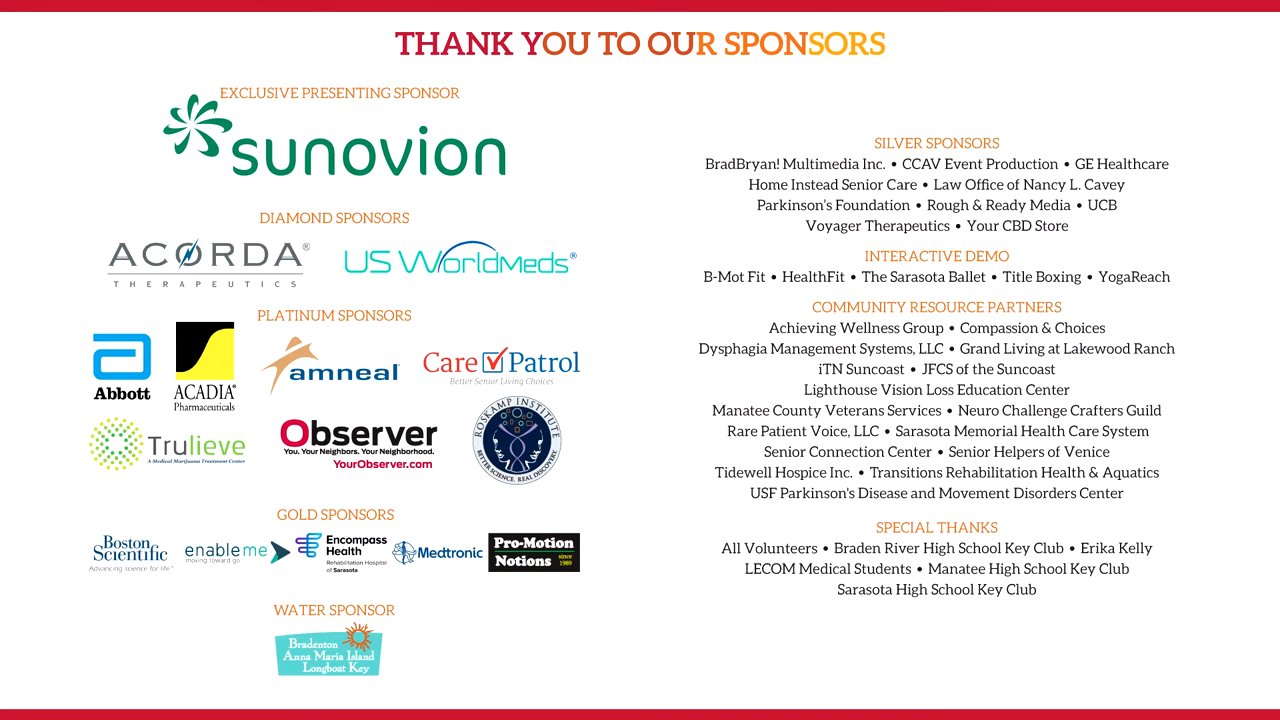 THANK YOU TO OUR SPONSORS
EXCLUSIVE PRESENTING SPONSOR
sunovion
DIAMOND SPONSORS
ACORDA®
THERAPEUTICS
US WorldMeds®
PLATINUM SPONSORS
Abbott
ACADIA®
Pharmaceuticals
amneal
Care Patrol
Better Senior Living Choices
Trulieve
A Medical Marijuana Treatment Center
Observer
You. Your Neighbors. Your Neighborhood.
YourObserver.com
ROSKAMP INSTITUTE
BETTER SCIENCE. REAL DISCOVERY.
GOLD SPONSORS
Boston
Scientific
Advancing science for life™
enableme
moving toward go
Encompass
Health
Rehabilitation Hospital
of Sarasota
Medtronic
Pro-Motion
Notions
since
1989
WATER SPONSOR
Bradenton
Anna Maria Island
Longboat Key
SILVER SPONSORS
BradBryan! Multimedia Inc. • CCAV Event Production • GE Healthcare
Home Instead Senior Care • Law Office of Nancy L. Cavey
Parkinson's Foundation • Rough & Ready Media • UCB
Voyager Therapeutics • Your CBD Store
INTERACTIVE DEMO
B-Mot Fit • HealthFit • The Sarasota Ballet • Title Boxing • YogaReach
COMMUNITY RESOURCE PARTNERS
Achieving Wellness Group • Compassion & Choices
Dysphagia Management Systems, LLC • Grand Living at Lakewood Ranch
iTN Suncoast • JFCS of the Suncoast
Lighthouse Vision Loss Education Center
Manatee County Veterans Services • Neuro Challenge Crafters Guild
Rare Patient Voice, LLC • Sarasota Memorial Health Care System
Senior Connection Center • Senior Helpers of Venice
Tidewell Hospice Inc. • Transitions Rehabilitation Health & Aquatics
USF Parkinson's Disease and Movement Disorders Center
SPECIAL THANKS
All Volunteers • Braden River High School Key Club • Erika Kelly
LECOM Medical Students • Manatee High School Key Club
Sarasota High School Key Club